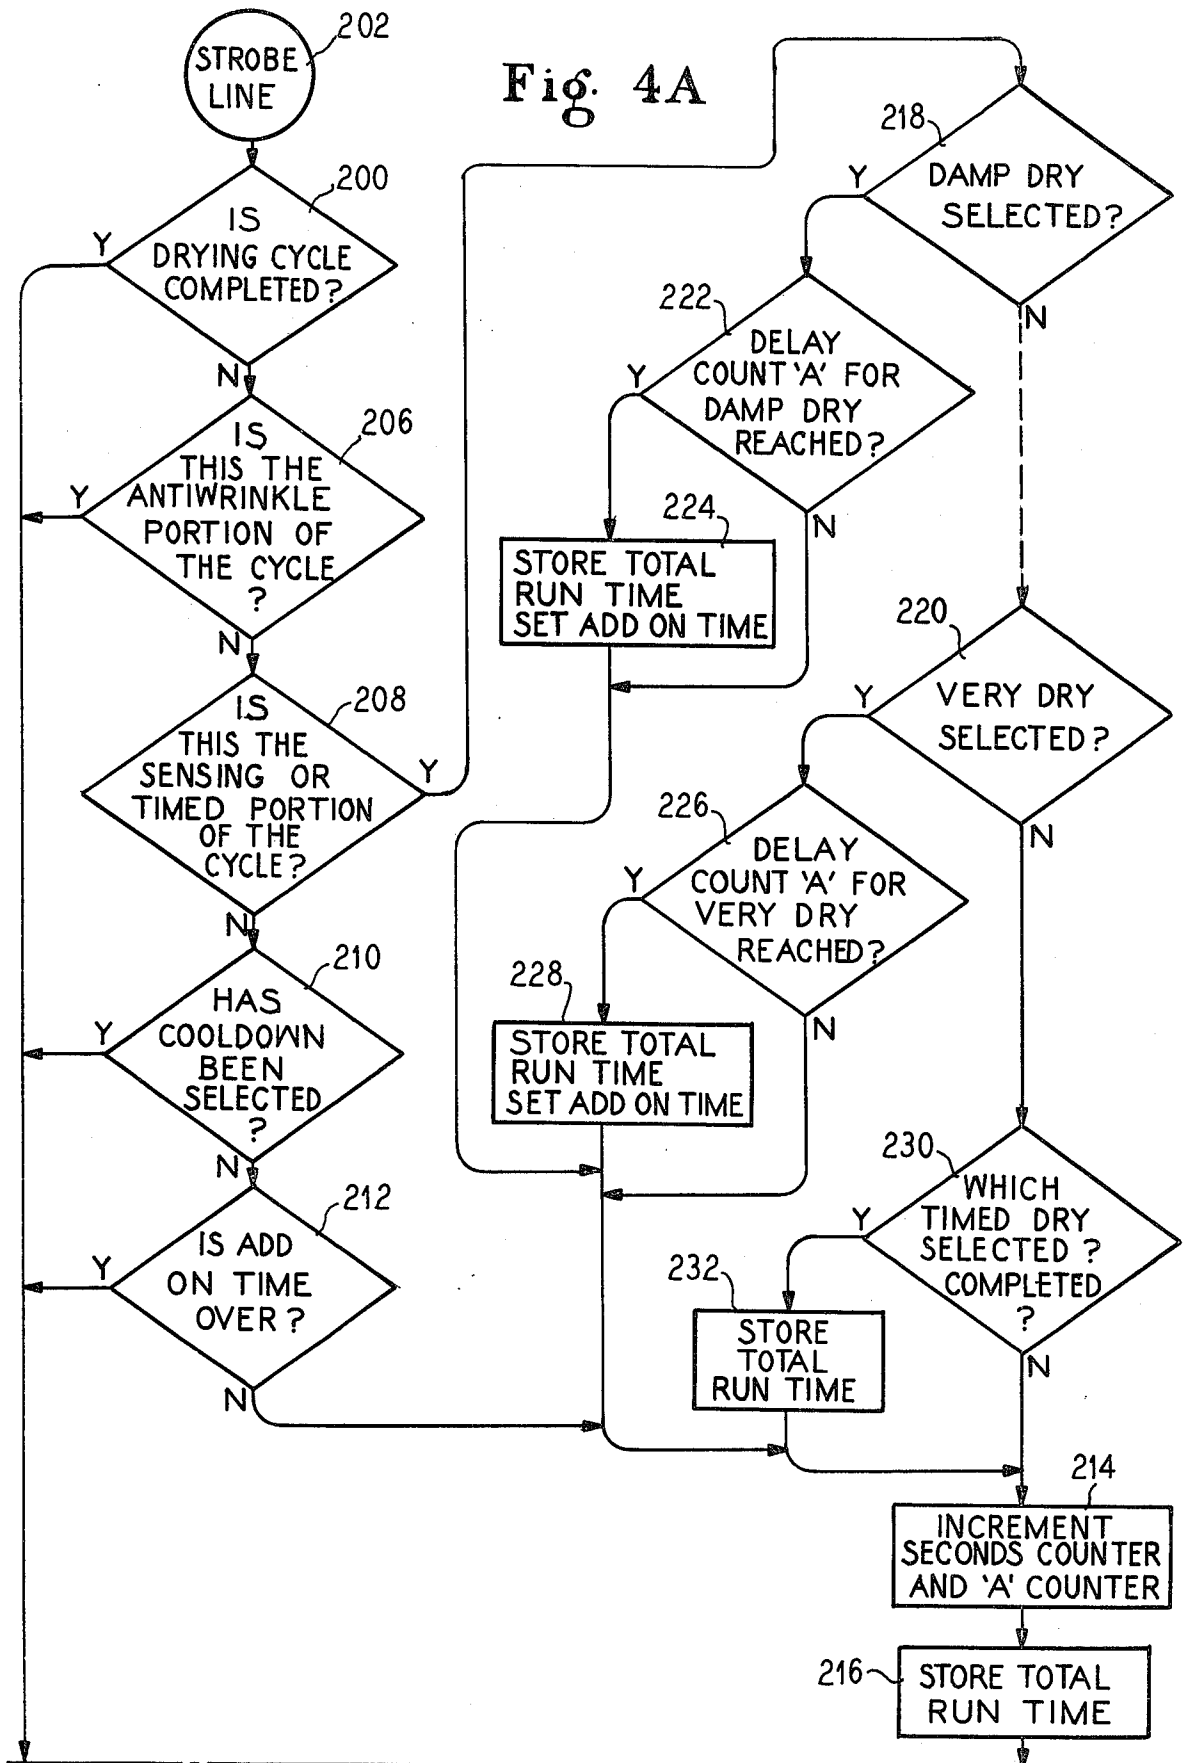 Fig. 4A
202
STROBE
LINE
200
IS
DRYING CYCLE
COMPLETED?
Y
N
206
IS
THIS THE
ANTIWRINKLE
PORTION OF
THE CYCLE
?
Y
N
208
IS
THIS THE
SENSING OR
TIMED PORTION
OF THE
CYCLE?
Y
N
210
HAS
COOLDOWN
BEEN
SELECTED
?
Y
N
212
IS ADD
ON TIME
OVER?
Y
N
218
DAMP DRY
SELECTED?
Y
N
222
DELAY
COUNT 'A' FOR
DAMP DRY
REACHED?
Y
N
224
STORE TOTAL
RUN TIME
SET ADD ON TIME
220
VERY DRY
SELECTED?
Y
N
226
DELAY
COUNT 'A' FOR
VERY DRY
REACHED?
Y
N
228
STORE TOTAL
RUN TIME
SET ADD ON TIME
230
WHICH
TIMED DRY
SELECTED?
COMPLETED
?
Y
N
232
STORE
TOTAL
RUN TIME
214
INCREMENT
SECONDS COUNTER
AND 'A' COUNTER
216
STORE TOTAL
RUN TIME